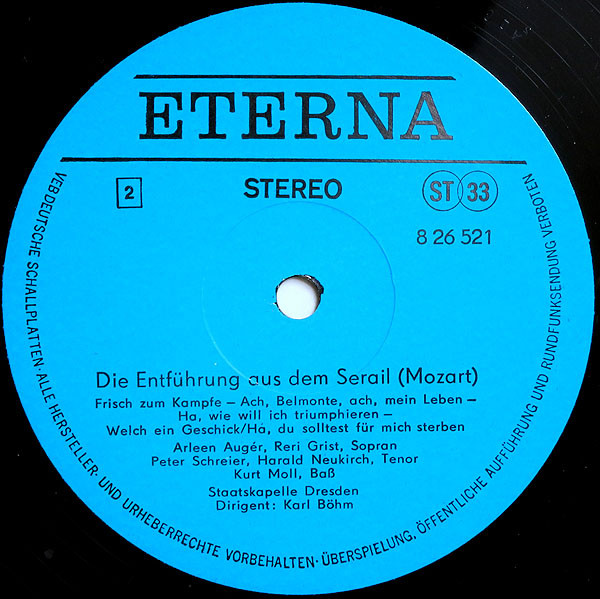 ETERNA
2
STEREO
ST 33
8 26 521
Die Entführung aus dem Serail (Mozart)
Frisch zum Kampfe – Ach, Belmonte, ach, mein Leben –
Ha, wie will ich triumphieren –
Welch ein Geschick/Ha, du solltest für mich sterben
Arleen Augér, Reri Grist, Sopran
Peter Schreier, Harald Neukirch, Tenor
Kurt Moll, Baß
Staatskapelle Dresden
Dirigent: Karl Böhm
VEB DEUTSCHE SCHALLPLATTEN · ALLE HERSTELLER- UND URHEBERRECHTE VORBEHALTEN · ÜBERSPIELUNG, ÖFFENTLICHE AUFFÜHRUNG UND RUNDFUNKSENDUNG VERBOTEN